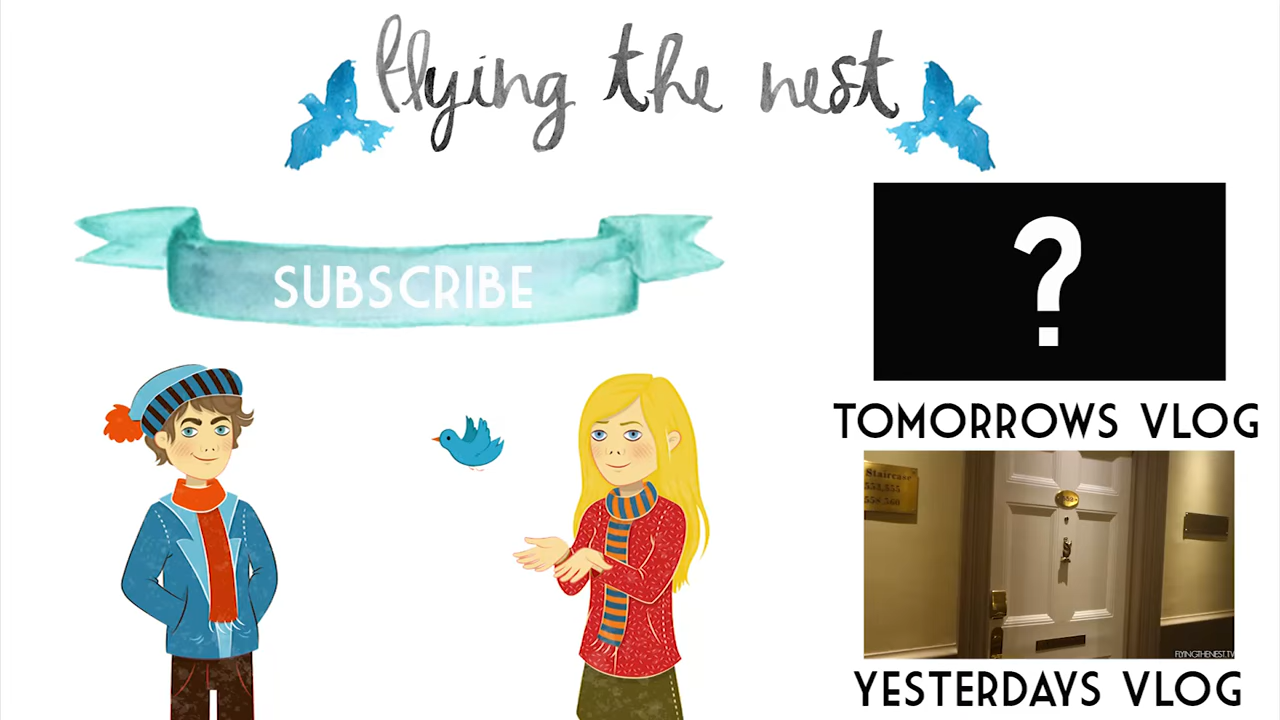 flying the nest
SUBSCRIBE
?
TOMORROWS VLOG
Staircase
FLYINGTHENEST.TV
YESTERDAYS VLOG